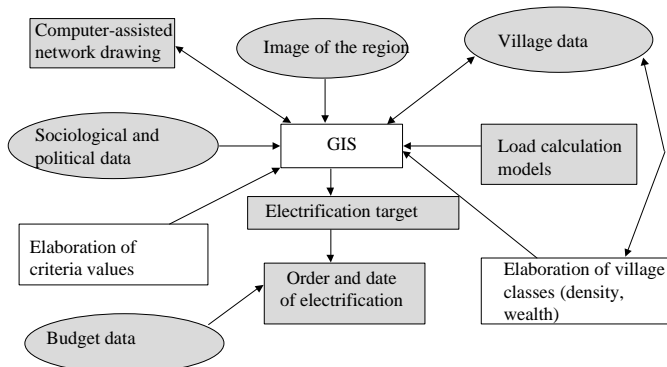 Computer-assisted
network drawing
Image of the region
Village data
Sociological and
political data
GIS
Load calculation
models
Electrification target
Elaboration of
criteria values
Order and date
of electrification
Elaboration of village
classes (density,
wealth)
Budget data